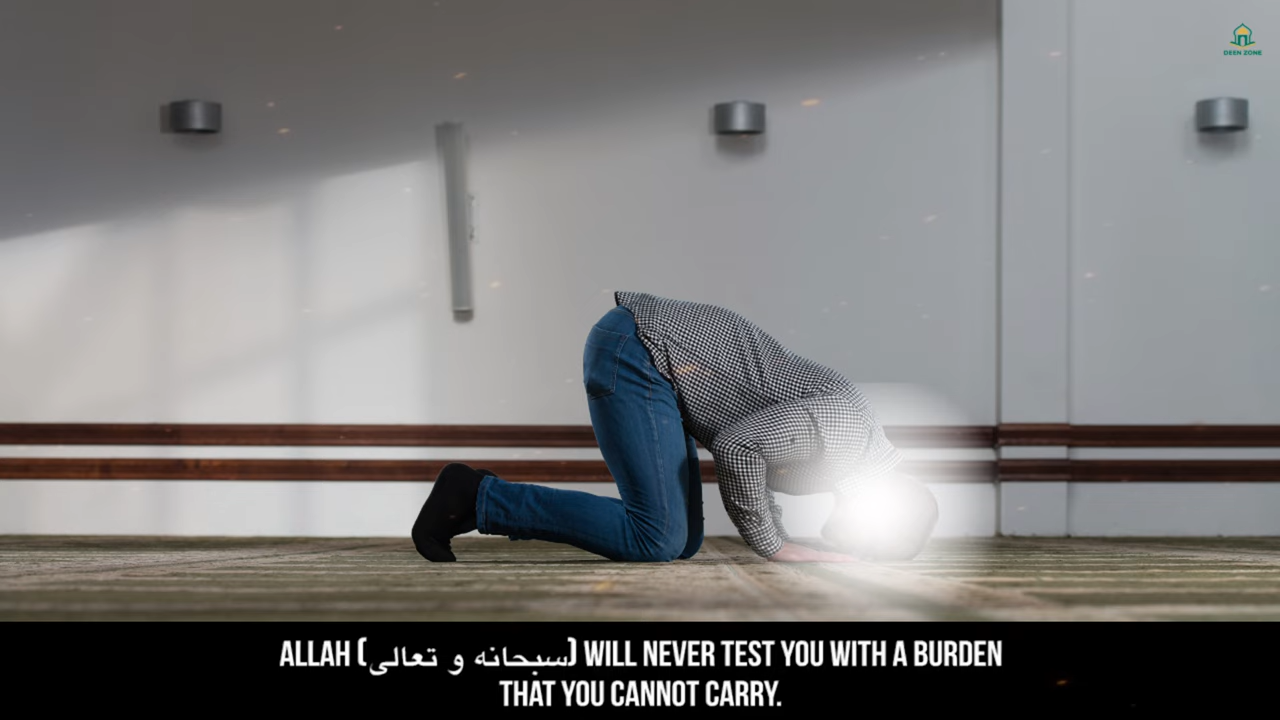 DEEN ZONE
ALLAH (سبحانه و تعالى) WILL NEVER TEST YOU WITH A BURDEN
THAT YOU CANNOT CARRY.